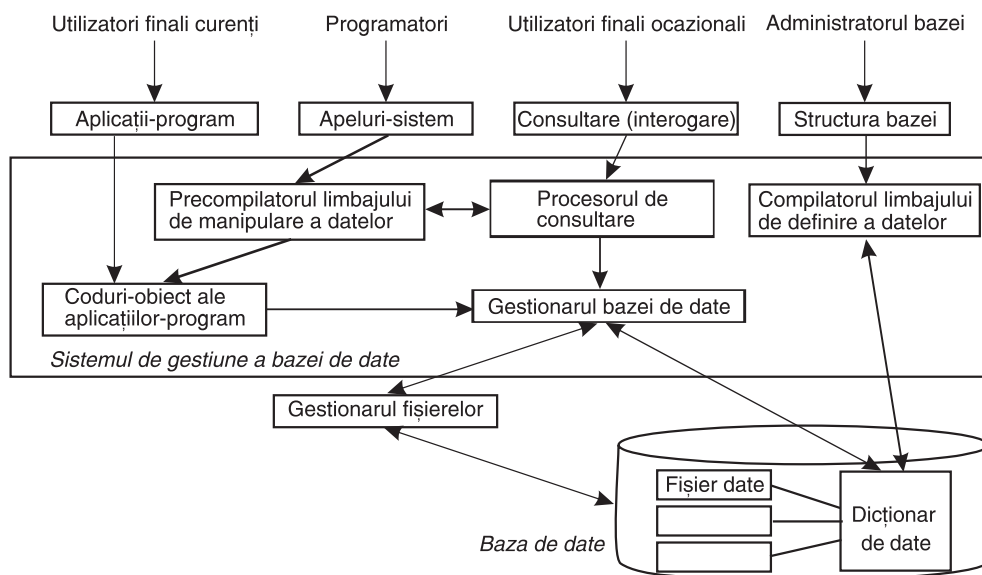 Utilizatori finali curenți
Programatori
Utilizatori finali ocazionali
Administratorul bazei
Aplicații-program
Apeluri-sistem
Consultare (interogare)
Structura bazei
Precompilatorul limbajului
de manipulare a datelor
Procesorul de
consultare
Compilatorul limbajului
de definire a datelor
Coduri-obiect ale
aplicațiilor-program
Gestionarul bazei de date
Sistemul de gestiune a bazei de date
Gestionarul fișierelor
Fișier date
Dicționar
de date
Baza de date